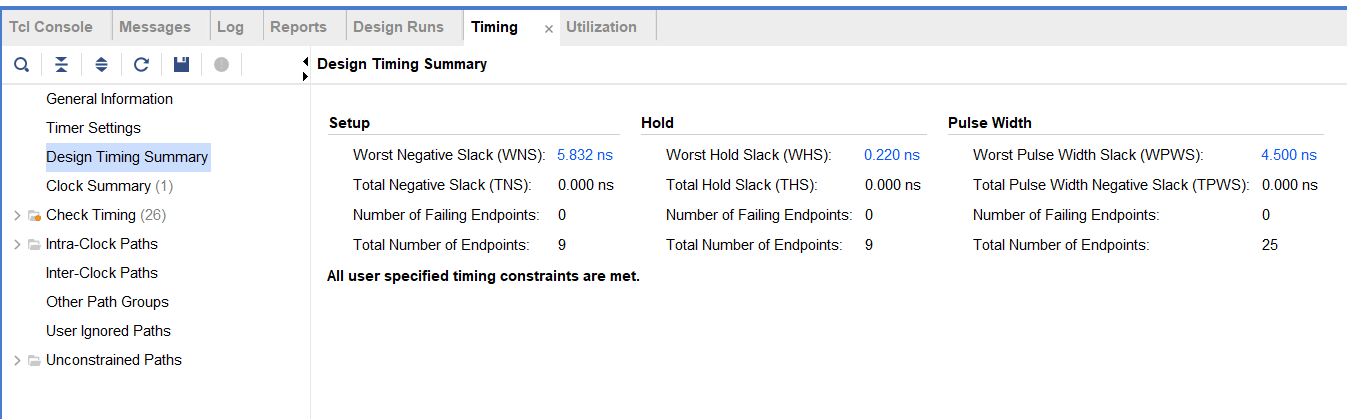 Tcl Console Messages Log Reports Design Runs Timing × Utilization
Design Timing Summary
General Information
Timer Settings
Design Timing Summary
Clock Summary (1)
Check Timing (26)
Intra-Clock Paths
Inter-Clock Paths
Other Path Groups
User Ignored Paths
Unconstrained Paths
Setup Hold Pulse Width
Worst Negative Slack (WNS): 5.832 ns Worst Hold Slack (WHS): 0.220 ns Worst Pulse Width Slack (WPWS): 4.500 ns
Total Negative Slack (TNS): 0.000 ns Total Hold Slack (THS): 0.000 ns Total Pulse Width Negative Slack (TPWS): 0.000 ns
Number of Failing Endpoints: 0 Number of Failing Endpoints: 0 Number of Failing Endpoints: 0
Total Number of Endpoints: 9 Total Number of Endpoints: 9 Total Number of Endpoints: 25
All user specified timing constraints are met.